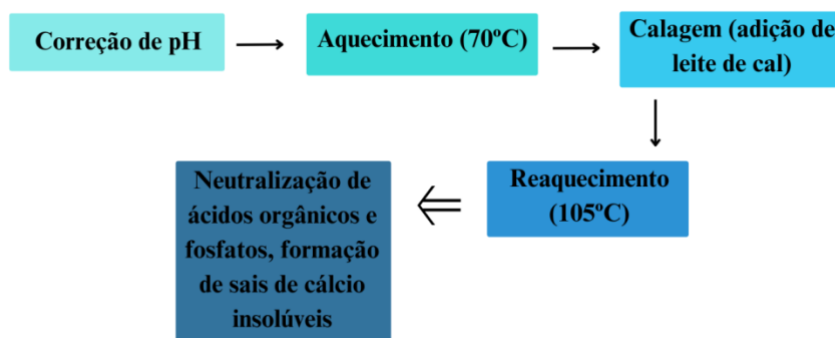 Correção de pH
Aquecimento (70ºC)
Calagem (adição de
leite de cal)
Reaquecimento
(105ºC)
Neutralização de
ácidos orgânicos e
fosfatos, formação
de sais de cálcio
insolúveis